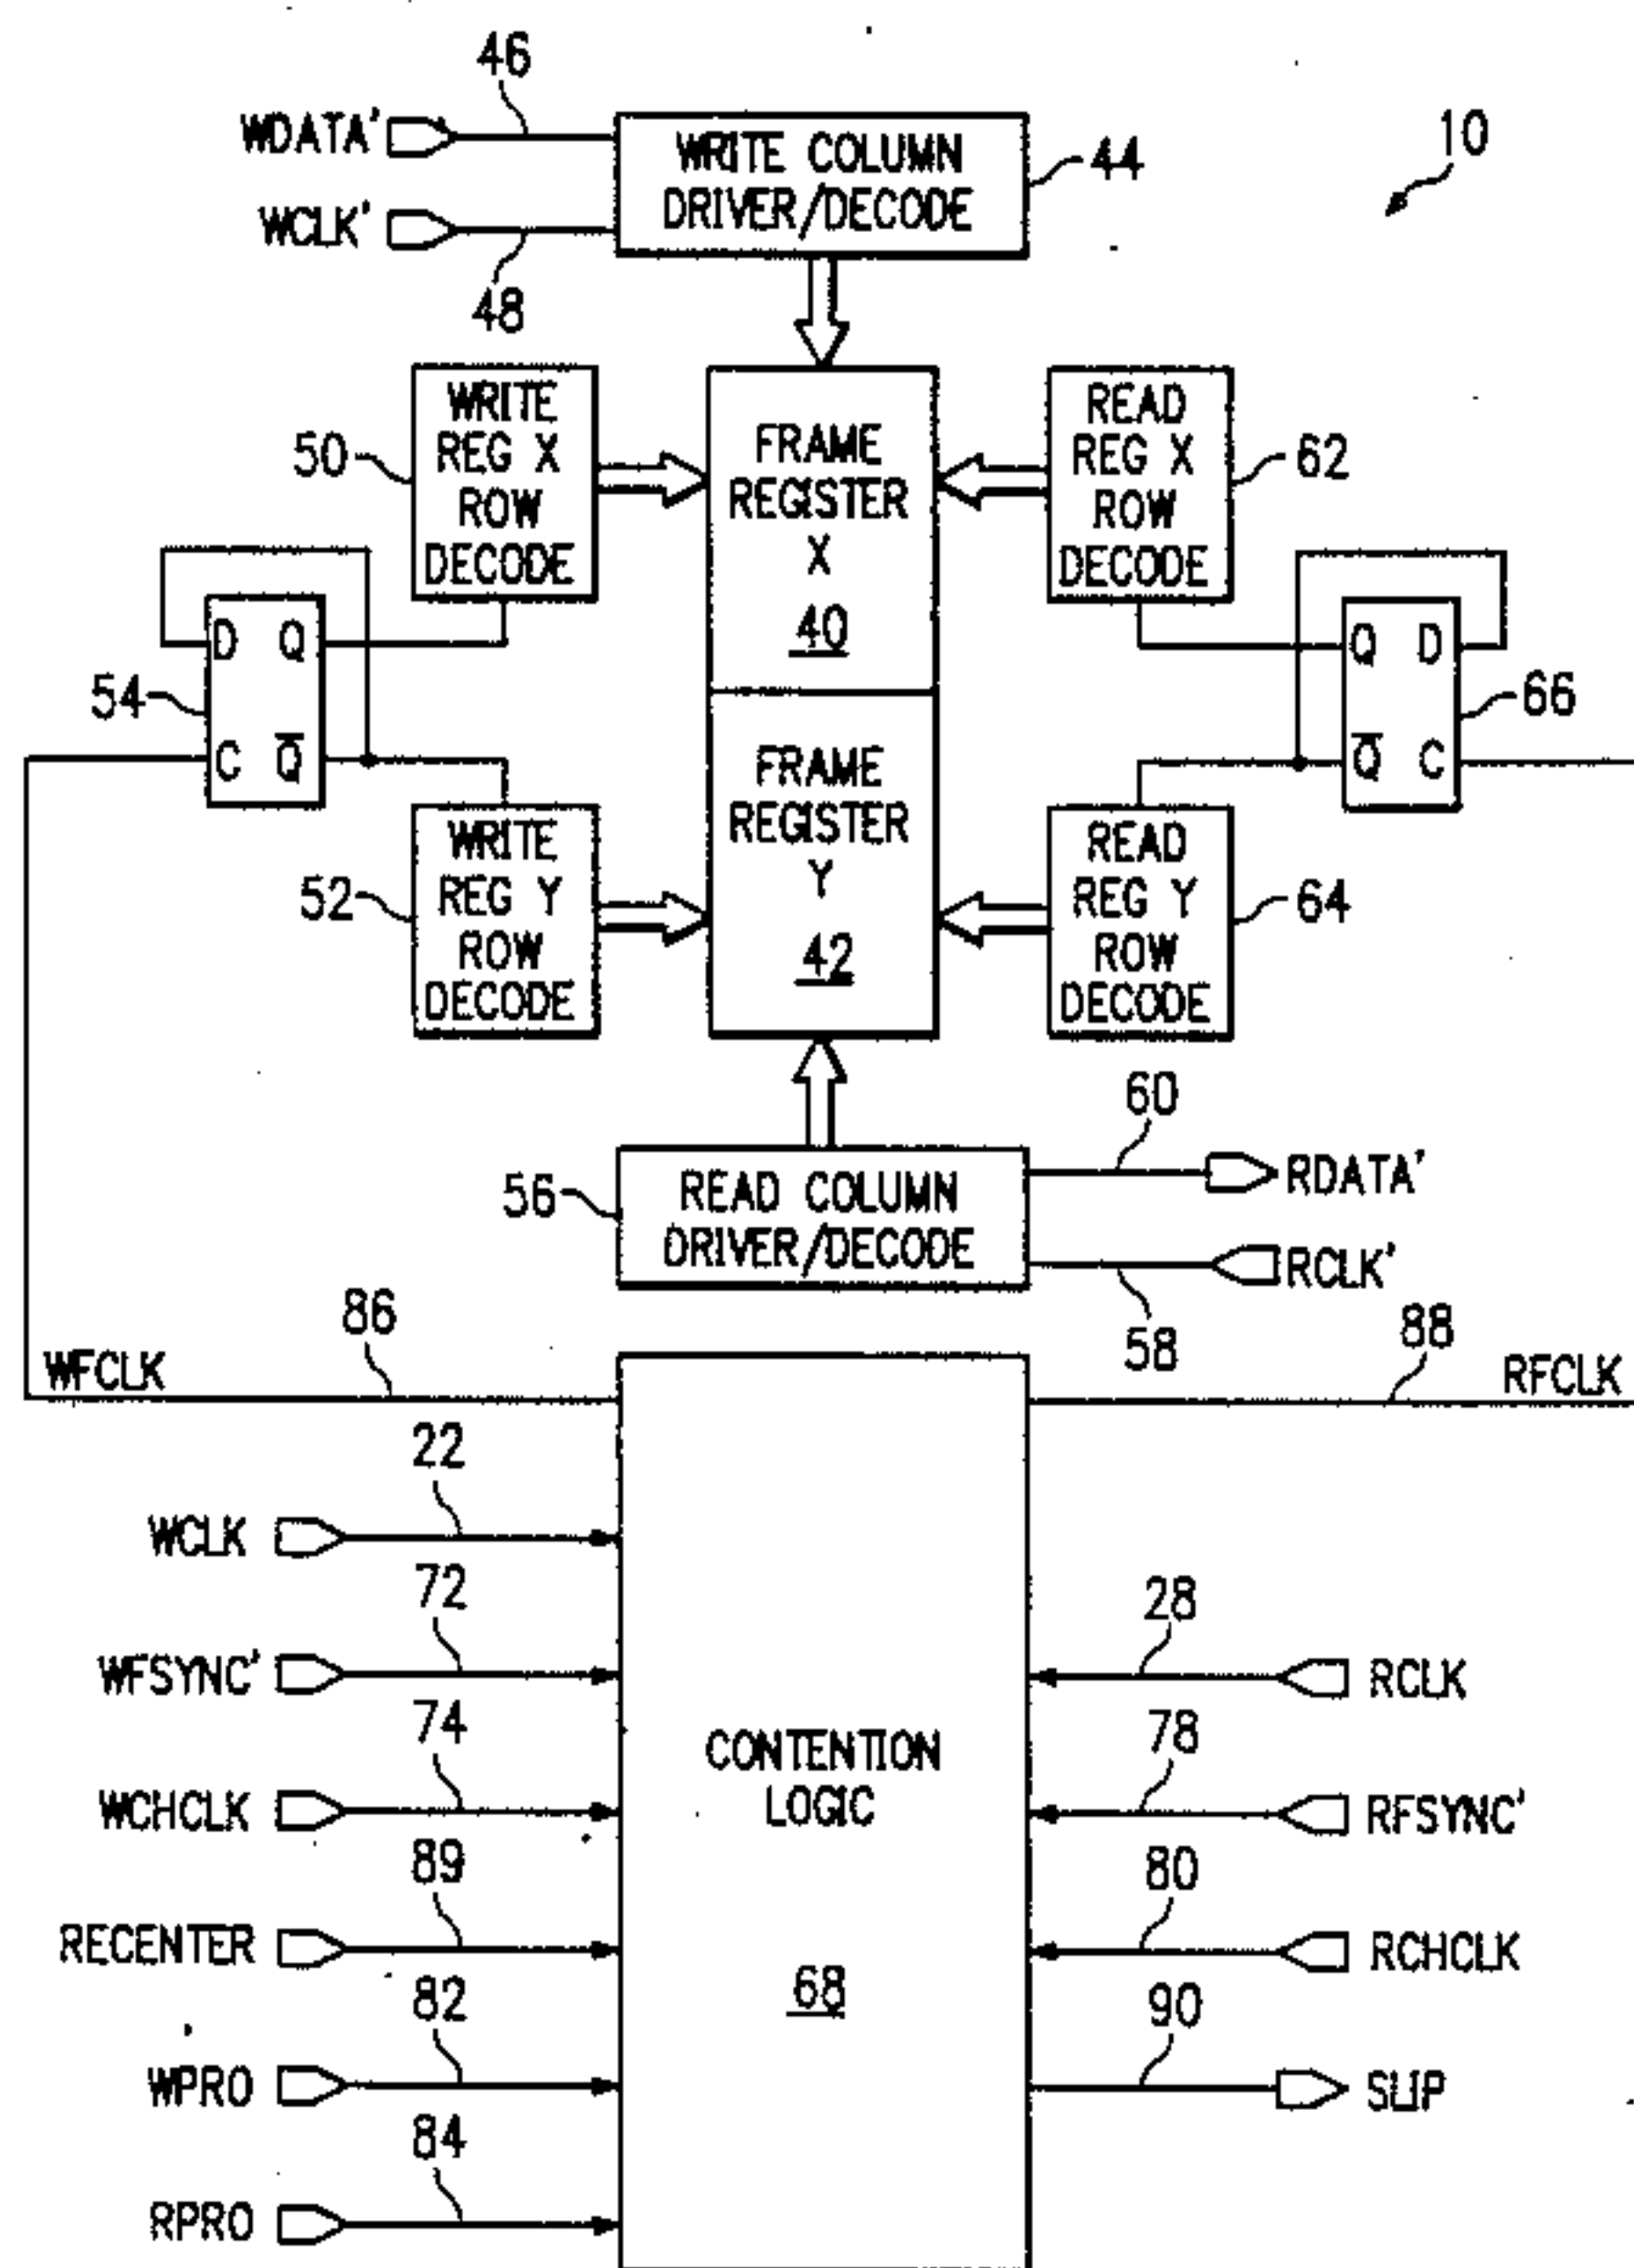 46
WDATA'
WRITE COLUMN
DRIVER/DECODE
44
10
WCLK'
48
WRITE
REG X
ROW
DECODE
50
FRAME
REGISTER
X
40
READ
REG X
ROW
DECODE
62
D Q
C Q̅
54
Q D
Q̅ C
66
WRITE
REG Y
ROW
DECODE
52
FRAME
REGISTER
Y
42
READ
REG Y
ROW
DECODE
64
56
READ COLUMN
DRIVER/DECODE
60
RDATA'
RCLK'
58
86
WFCLK
88
RFCLK
22
WCLK
72
WFSYNC'
74
WCHCLK
89
RECENTER
82
WPRO
84
RPRO
CONTENTION
LOGIC
68
28
RCLK
78
RFSYNC'
80
RCHCLK
90
SLIP